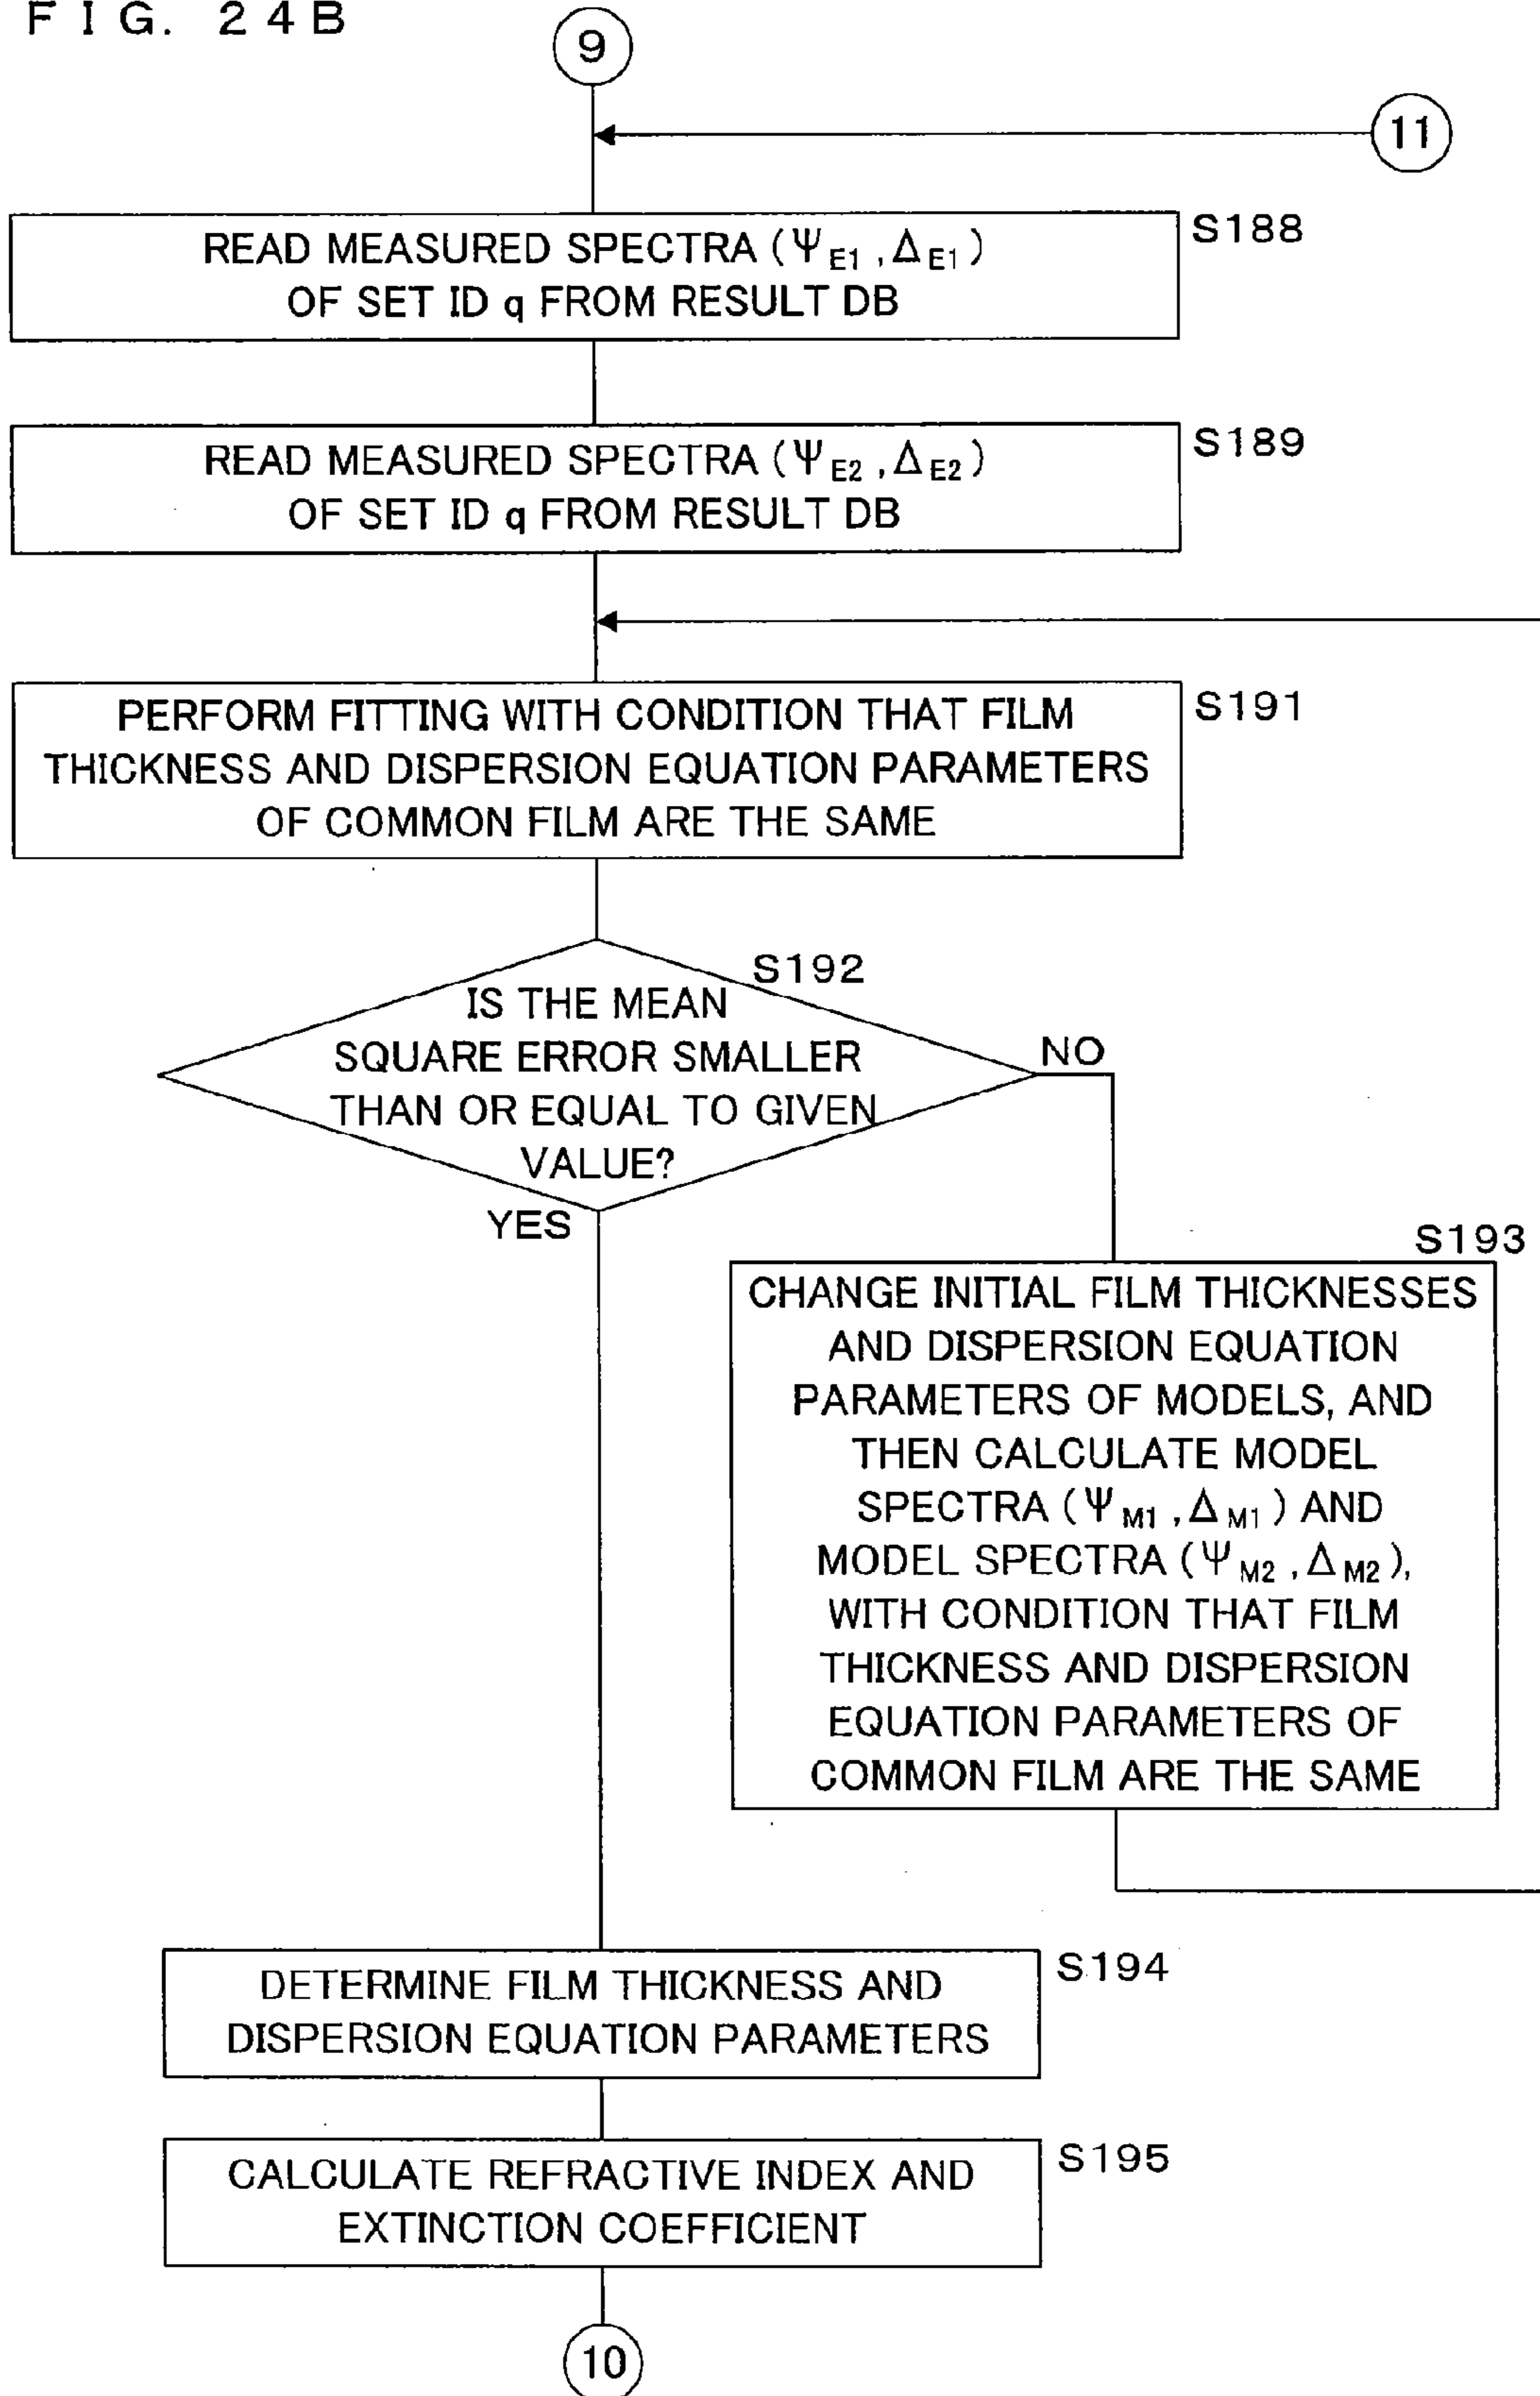 FIG. 24B
9
11
S188
READ MEASURED SPECTRA (Ψ E1 , Δ E1 )
OF SET ID q FROM RESULT DB
S189
READ MEASURED SPECTRA (Ψ E2 , Δ E2 )
OF SET ID q FROM RESULT DB
S191
PERFORM FITTING WITH CONDITION THAT FILM
THICKNESS AND DISPERSION EQUATION PARAMETERS
OF COMMON FILM ARE THE SAME
S192
IS THE MEAN
SQUARE ERROR SMALLER
THAN OR EQUAL TO GIVEN
VALUE?
NO
YES
S193
CHANGE INITIAL FILM THICKNESSES
AND DISPERSION EQUATION
PARAMETERS OF MODELS, AND
THEN CALCULATE MODEL
SPECTRA (Ψ M1 , Δ M1 ) AND
MODEL SPECTRA (Ψ M2 , Δ M2 ),
WITH CONDITION THAT FILM
THICKNESS AND DISPERSION
EQUATION PARAMETERS OF
COMMON FILM ARE THE SAME
S194
DETERMINE FILM THICKNESS AND
DISPERSION EQUATION PARAMETERS
S195
CALCULATE REFRACTIVE INDEX AND
EXTINCTION COEFFICIENT
10